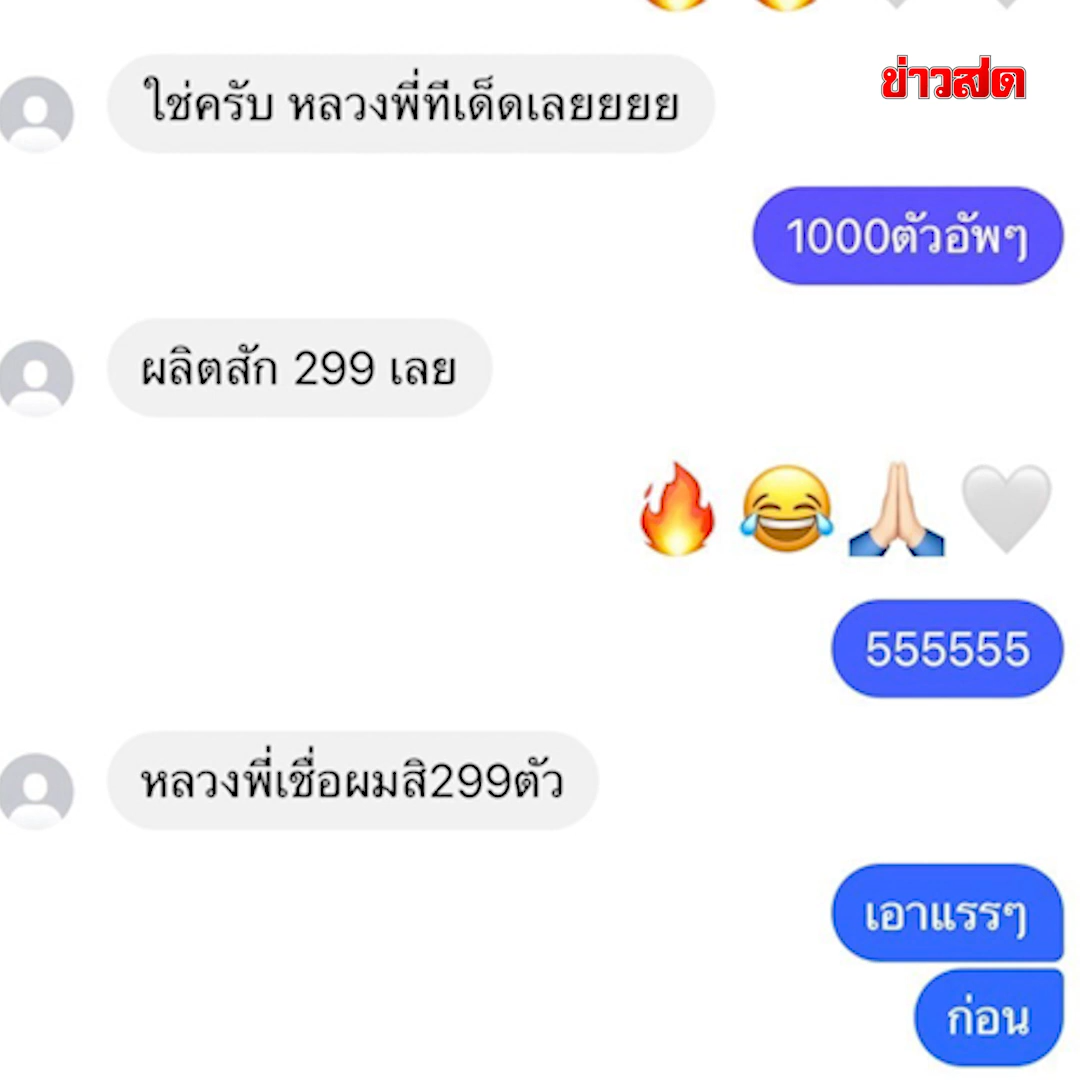 ข่าวสด
ใช่ครับ หลวงพี่ทีเด็ดเลยยยย
1000ตัวอัพๆ
ผลิตสัก 299 เลย
🔥😂🙏🏻🤍
555555
หลวงพี่เชื่อผมสิ299ตัว
เอาแรรๆ
ก่อน